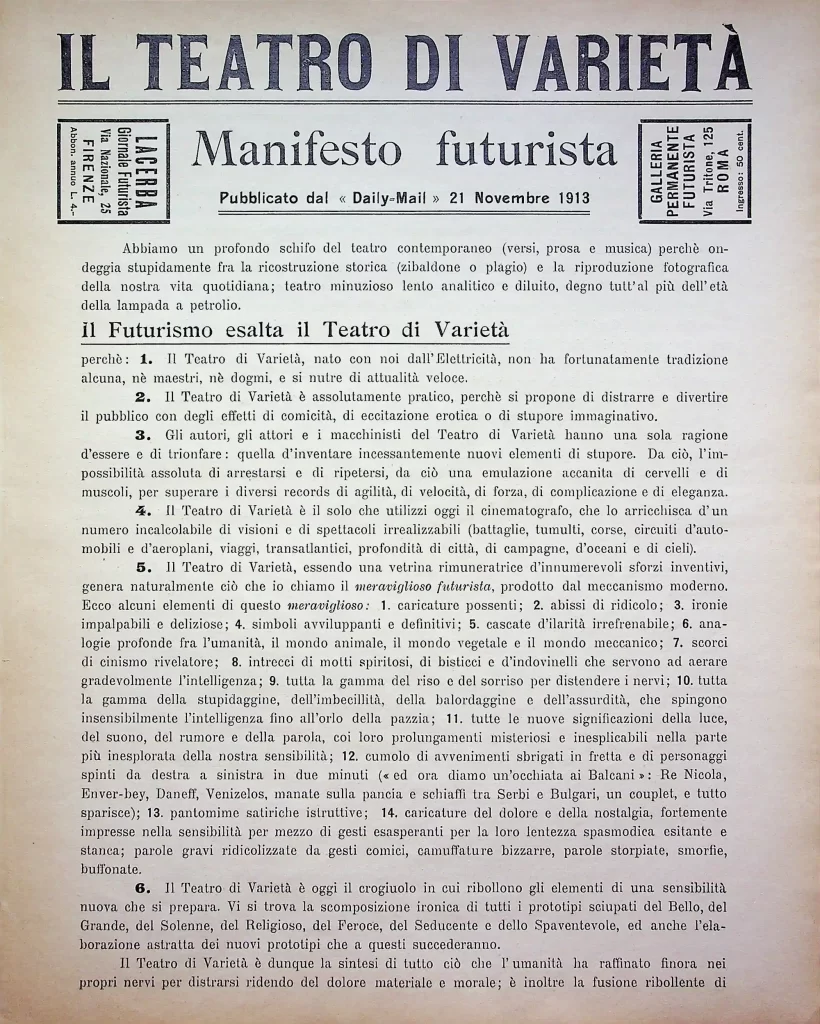 IL TEATRO DI VARIETÀ
LACERBA
Giornale Futurista
Via Nazionale, 25
FIRENZE
Abbon. annuo L. 4,-
Manifesto futurista
Pubblicato dal « Daily-Mail » 21 Novembre 1913
GALLERIA
PERMANENTE
FUTURISTA
Via Tritone, 125
ROMA
Ingresso: 50 cent.
Abbiamo un profondo schifo del teatro contemporaneo (versi, prosa e musica) perchè on-
deggia stupidamente fra la ricostruzione storica (zibaldone o plagio) e la riproduzione fotografica
della nostra vita quotidiana; teatro minuzioso lento analitico e diluito, degno tutt'al più dell'età
della lampada a petrolio.
Il Futurismo esalta il Teatro di Varietà
perchè: 1. Il Teatro di Varietà, nato con noi dall'Elettricità, non ha fortunatamente tradizione
alcuna, nè maestri, nè dogmi, e si nutre di attualità veloce.
2. Il Teatro di Varietà è assolutamente pratico, perchè si propone di distrarre e divertire
il pubblico con degli effetti di comicità, di eccitazione erotica o di stupore immaginativo.
3. Gli autori, gli attori e i macchinisti del Teatro di Varietà hanno una sola ragione
d'essere e di trionfare: quella d'inventare incessantemente nuovi elementi di stupore. Da ciò, l'im-
possibilità assoluta di arrestarsi e di ripetersi, da ciò una emulazione accanita di cervelli e di
muscoli, per superare i diversi records di agilità, di velocità, di forza, di complicazione e di eleganza.
4. Il Teatro di Varietà è il solo che utilizzi oggi il cinematografo, che lo arricchisca d'un
numero incalcolabile di visioni e di spettacoli irrealizzabili (battaglie, tumulti, corse, circuiti d'auto-
mobili e d'aeroplani, viaggi, transatlantici, profondità di città, di campagne, d'oceani e di cieli).
5. Il Teatro di Varietà, essendo una vetrina rimuneratrice d'innumerevoli sforzi inventivi,
genera naturalmente ciò che io chiamo il meraviglioso futurista, prodotto dal meccanismo moderno.
Ecco alcuni elementi di questo meraviglioso: 1. caricature possenti; 2. abissi di ridicolo; 3. ironie
impalpabili e deliziose; 4. simboli avviluppanti e definitivi; 5. cascate d'ilarità irrefrenabile; 6. ana-
logie profonde fra l'umanità, il mondo animale, il mondo vegetale e il mondo meccanico; 7. scorci
di cinismo rivelatore; 8. intrecci di motti spiritosi, di bisticci e d'indovinelli che servono ad aerare
gradevolmente l'intelligenza; 9. tutta la gamma del riso e del sorriso per distendere i nervi; 10. tutta
la gamma della stupidaggine, dell'imbecillità, della balordaggine e dell'assurdità, che spingono
insensibilmente l'intelligenza fino all'orlo della pazzia; 11. tutte le nuove significazioni della luce,
del suono, del rumore e della parola, coi loro prolungamenti misteriosi e inesplicabili nella parte
più inesplorata della nostra sensibilità; 12. cumolo di avvenimenti sbrigati in fretta e di personaggi
spinti da destra a sinistra in due minuti (« ed ora diamo un'occhiata ai Balcani »: Re Nicola,
Enver-bey, Daneff, Venizelos, manate sulla pancia e schiaffi tra Serbi e Bulgari, un couplet, e tutto
sparisce); 13. pantomime satiriche istruttive; 14. caricature del dolore e della nostalgia, fortemente
impresse nella sensibilità per mezzo di gesti esasperanti per la loro lentezza spasmodica esitante e
stanca; parole gravi ridicolizzate da gesti comici, camuffature bizzarre, parole storpiate, smorfie,
buffonate.
6. Il Teatro di Varietà è oggi il crogiuolo in cui ribollono gli elementi di una sensibilità
nuova che si prepara. Vi si trova la scomposizione ironica di tutti i prototipi sciupati del Bello, del
Grande, del Solenne, del Religioso, del Feroce, del Seducente e dello Spaventevole, ed anche l'ela-
borazione astratta dei nuovi prototipi che a questi succederanno.
Il Teatro di Varietà è dunque la sintesi di tutto ciò che l'umanità ha raffinato finora nei
propri nervi per distrarsi ridendo del dolore materiale e morale; è inoltre la fusione ribollente di